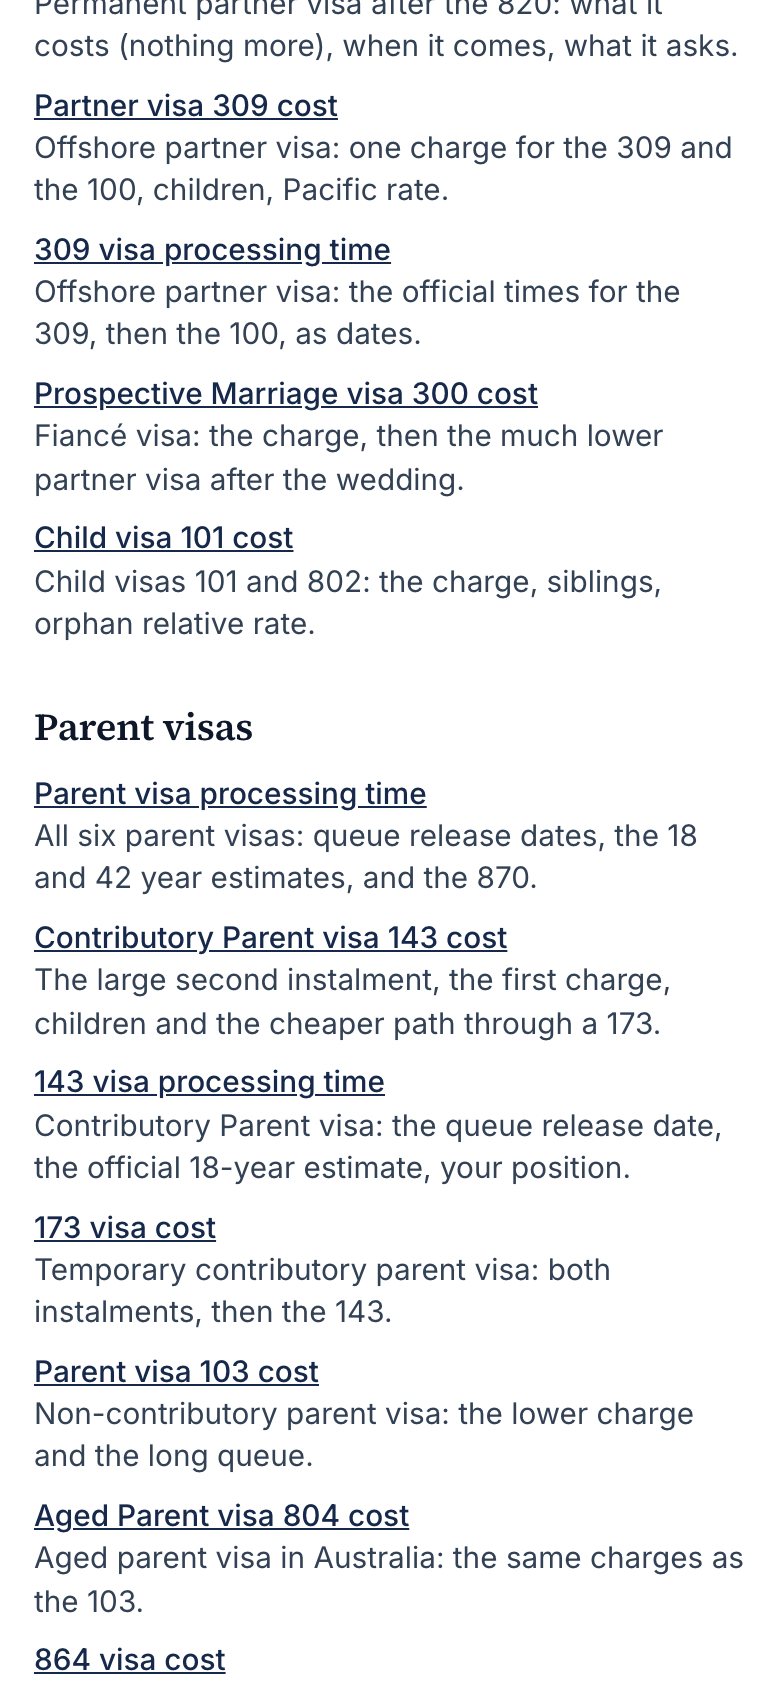 Permanent partner visa after the 820: what it
costs (nothing more), when it comes, what it asks.
Partner visa 309 cost
Offshore partner visa: one charge for the 309 and
the 100, children, Pacific rate.
309 visa processing time
Offshore partner visa: the official times for the
309, then the 100, as dates.
Prospective Marriage visa 300 cost
Fiancé visa: the charge, then the much lower
partner visa after the wedding.
Child visa 101 cost
Child visas 101 and 802: the charge, siblings,
orphan relative rate.
Parent visas
Parent visa processing time
All six parent visas: queue release dates, the 18
and 42 year estimates, and the 870.
Contributory Parent visa 143 cost
The large second instalment, the first charge,
children and the cheaper path through a 173.
143 visa processing time
Contributory Parent visa: the queue release date,
the official 18-year estimate, your position.
173 visa cost
Temporary contributory parent visa: both
instalments, then the 143.
Parent visa 103 cost
Non-contributory parent visa: the lower charge
and the long queue.
Aged Parent visa 804 cost
Aged parent visa in Australia: the same charges as
the 103.
864 visa cost